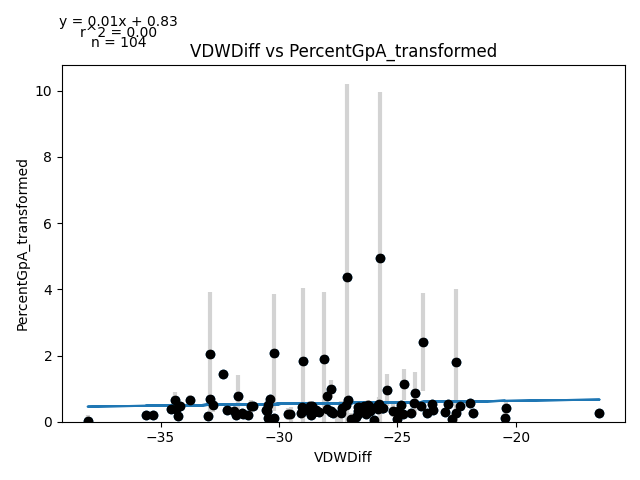 y = 0.01x + 0.83
r^2 = 0.00
n = 104
VDWDiff vs PercentGpA_transformed
PercentGpA_transformed
10
8
6
4
2
0
−35
−30
−25
−20
VDWDiff